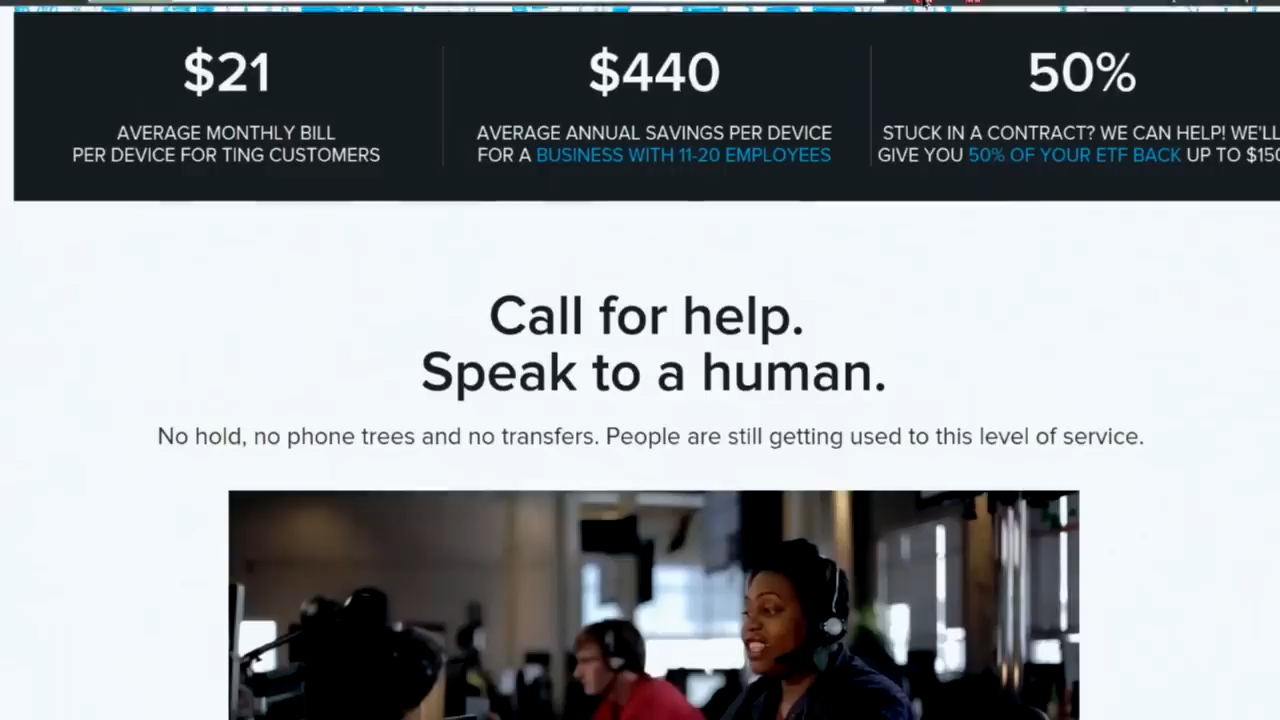 $21
AVERAGE MONTHLY BILL
PER DEVICE FOR TING CUSTOMERS
$440
AVERAGE ANNUAL SAVINGS PER DEVICE
FOR A BUSINESS WITH 11-20 EMPLOYEES
50%
STUCK IN A CONTRACT? WE CAN HELP! WE'LL
GIVE YOU 50% OF YOUR ETF BACK UP TO $150
Call for help.
Speak to a human.
No hold, no phone trees and no transfers. People are still getting used to this level of service.